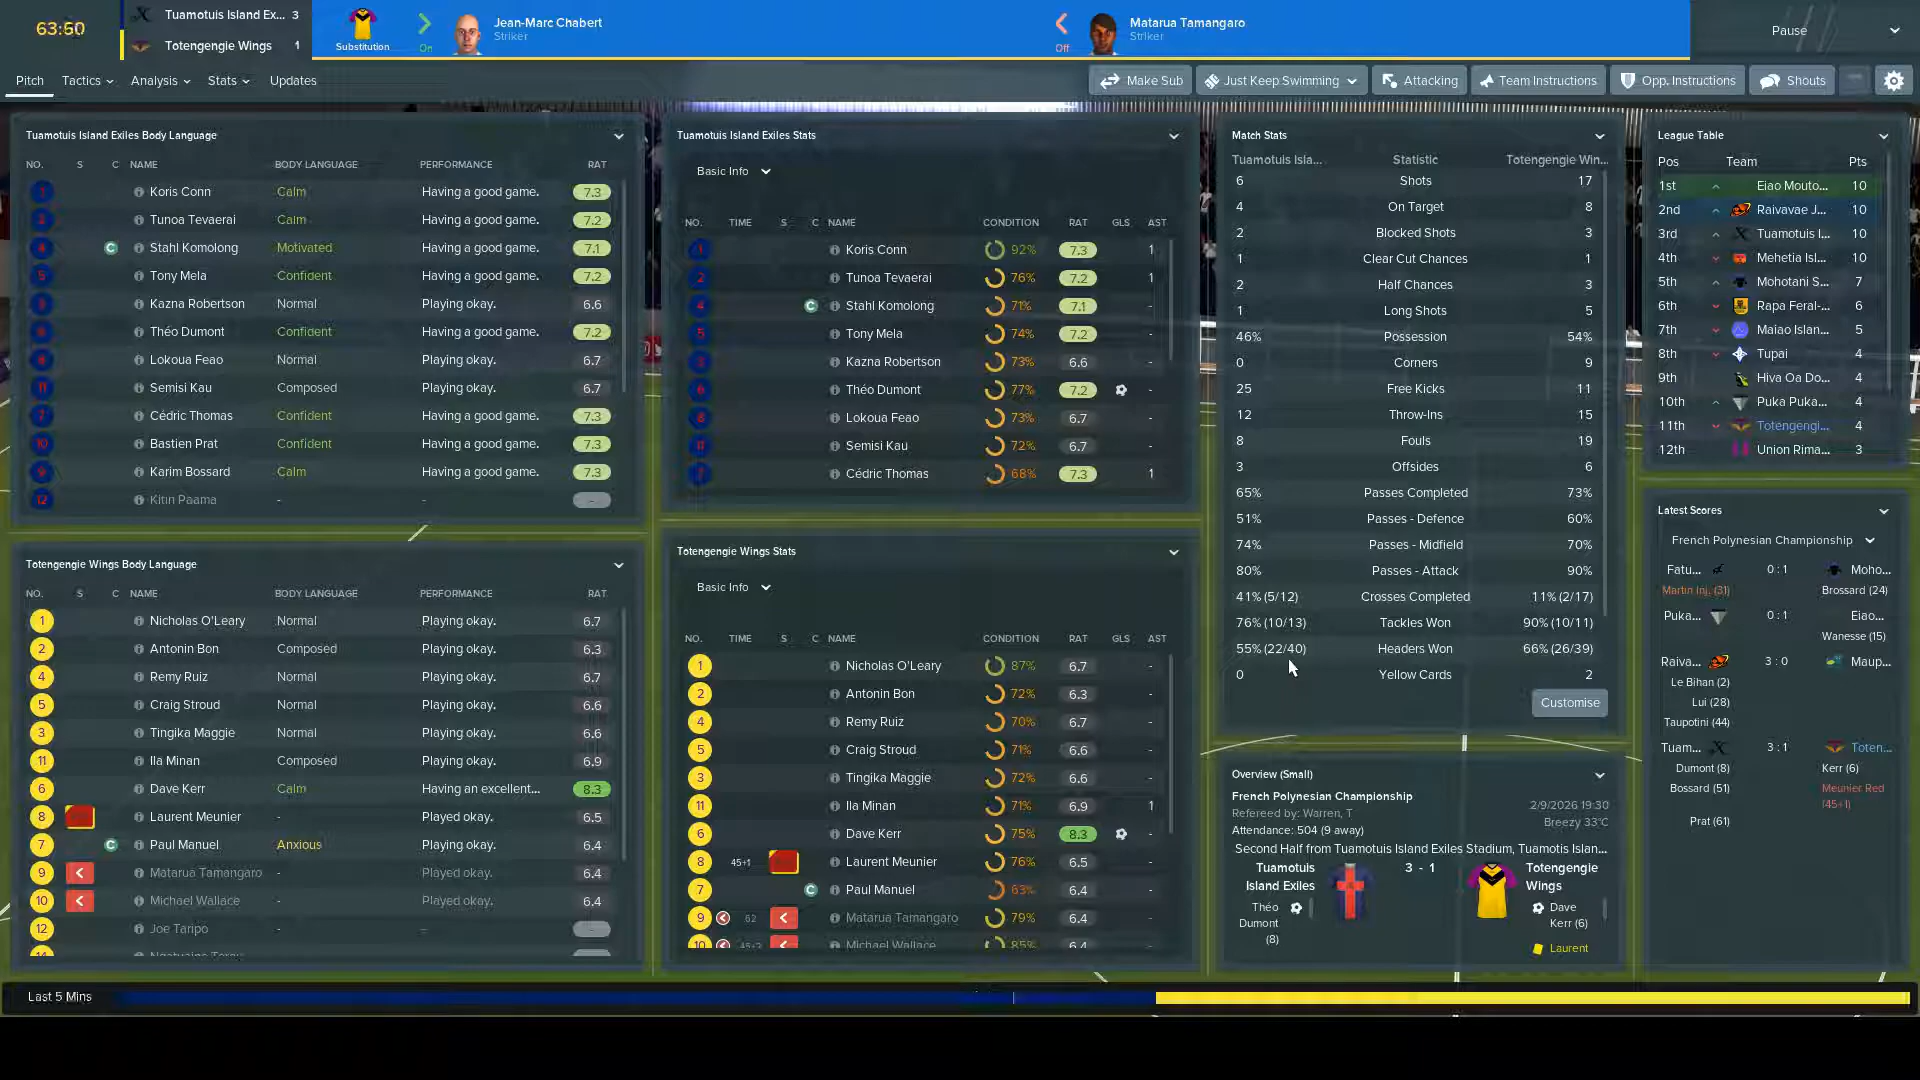 63:50
Tuamotuis Island Ex... 3
Totengengie Wings 1
Substitution
On
Jean-Marc Chabert
Striker
Off
Matarua Tamangaro
Striker
Pause
Pitch Tactics Analysis Stats Updates
Make Sub Just Keep Swimming Attacking Team Instructions Opp. Instructions Shouts
Tuamotuis Island Exiles Body Language
NO. S C NAME BODY LANGUAGE PERFORMANCE RAT
Koris Conn Calm Having a good game. 7.3
2 Tunoa Tevaerai Calm Having a good game. 7.2
4 C Stahl Komolong Motivated Having a good game. 7.1
5 Tony Mela Confident Having a good game. 7.2
3 Kazna Robertson Normal Playing okay. 6.6
6 Théo Dumont Confident Having a good game. 7.2
8 Lokoua Feao Normal Playing okay. 6.7
11 Semisi Kau Composed Playing okay. 6.7
7 Cédric Thomas Confident Having a good game. 7.3
10 Bastien Prat Confident Having a good game. 7.3
9 Karim Bossard Calm Having a good game. 7.3
12 Kitin Paama - - -
Totengengie Wings Body Language
NO. S C NAME BODY LANGUAGE PERFORMANCE RAT
1 Nicholas O'Leary Normal Playing okay. 6.7
2 Antonin Bon Composed Playing okay. 6.3
4 Remy Ruiz Normal Playing okay. 6.7
5 Craig Stroud Normal Playing okay. 6.6
3 Tingika Maggie Normal Playing okay. 6.6
11 Ila Minan Composed Playing okay. 6.9
6 Dave Kerr Calm Having an excellent... 8.3
8 Laurent Meunier - Played okay. 6.5
7 C Paul Manuel Anxious Playing okay. 6.4
9 Matarua Tamangaro - Played okay. 6.4
10 Michael Wallace - Played okay. 6.4
12 Joe Taripo - - -
Tuamotuis Island Exiles Stats
Basic Info
NO. TIME S C NAME CONDITION RAT GLS AST
1 Koris Conn 92% 7.3 1
2 Tunoa Tevaerai 76% 7.2 1
4 C Stahl Komolong 71% 7.1 -
5 Tony Mela 74% 7.2 -
3 Kazna Robertson 73% 6.6 -
6 Théo Dumont 77% 7.2 -
8 Lokoua Feao 73% 6.7 -
11 Semisi Kau 72% 6.7 -
7 Cédric Thomas 68% 7.3 1
Totengengie Wings Stats
Basic Info
NO. TIME S C NAME CONDITION RAT GLS AST
1 Nicholas O'Leary 87% 6.7 -
2 Antonin Bon 72% 6.3 -
4 Remy Ruiz 70% 6.7 -
5 Craig Stroud 71% 6.6 -
3 Tingika Maggie 72% 6.6 -
11 Ila Minan 71% 6.9 1
6 Dave Kerr 75% 8.3 -
8 45+1 Laurent Meunier 76% 6.5 -
7 C Paul Manuel 63% 6.4 -
9 62 Matarua Tamangaro 79% 6.4 -
10 45+3 Michael Wallace 85% 6.4 -
Match Stats
Tuamotuis Isla... Statistic Totengengie Win...
6 Shots 17
4 On Target 8
2 Blocked Shots 3
1 Clear Cut Chances 1
2 Half Chances 3
1 Long Shots 5
46% Possession 54%
0 Corners 9
25 Free Kicks 11
12 Throw-Ins 15
8 Fouls 19
3 Offsides 6
65% Passes Completed 73%
51% Passes - Defence 60%
74% Passes - Midfield 70%
80% Passes - Attack 90%
41% (5/12) Crosses Completed 11% (2/17)
76% (10/13) Tackles Won 90% (10/11)
55% (22/40) Headers Won 66% (26/39)
0 Yellow Cards 2
Customise
Overview (Small)
French Polynesian Championship 2/9/2026 19:30
Refereed by: Warren, T Breezy 33°C
Attendance: 504 (9 away)
Second Half from Tuamotuis Island Exiles Stadium, Tuamotis Islan...
Tuamotuis Island Exiles 3 - 1 Totengengie Wings
Théo Dumont (8)
Dave Kerr (6)
Laurent
League Table
Pos Team Pts
1st Eiao Mouto... 10
2nd Raivavae J... 10
3rd Tuamotuis I... 10
4th Mehetia Isl... 10
5th Mohotani S... 7
6th Rapa Feral-... 6
7th Maiao Islan... 5
8th Tupai 4
9th Hiva Oa Do... 4
10th Puka Puka... 4
11th Totengengi... 4
12th Union Rima... 3
Latest Scores
French Polynesian Championship
Fatu... 0 : 1 Moho...
Martin Inj. (31) Brossard (24)
Puka... 0 : 1 Eiao...
Wanesse (15)
Raiva... 3 : 0 Maup...
Le Bihan (2)
Lui (28)
Taupotini (44)
Tuam... 3 : 1 Toten...
Dumont (8) Kerr (6)
Bossard (51) Meunier Red (45+1)
Prat (61)
Last 5 Mins